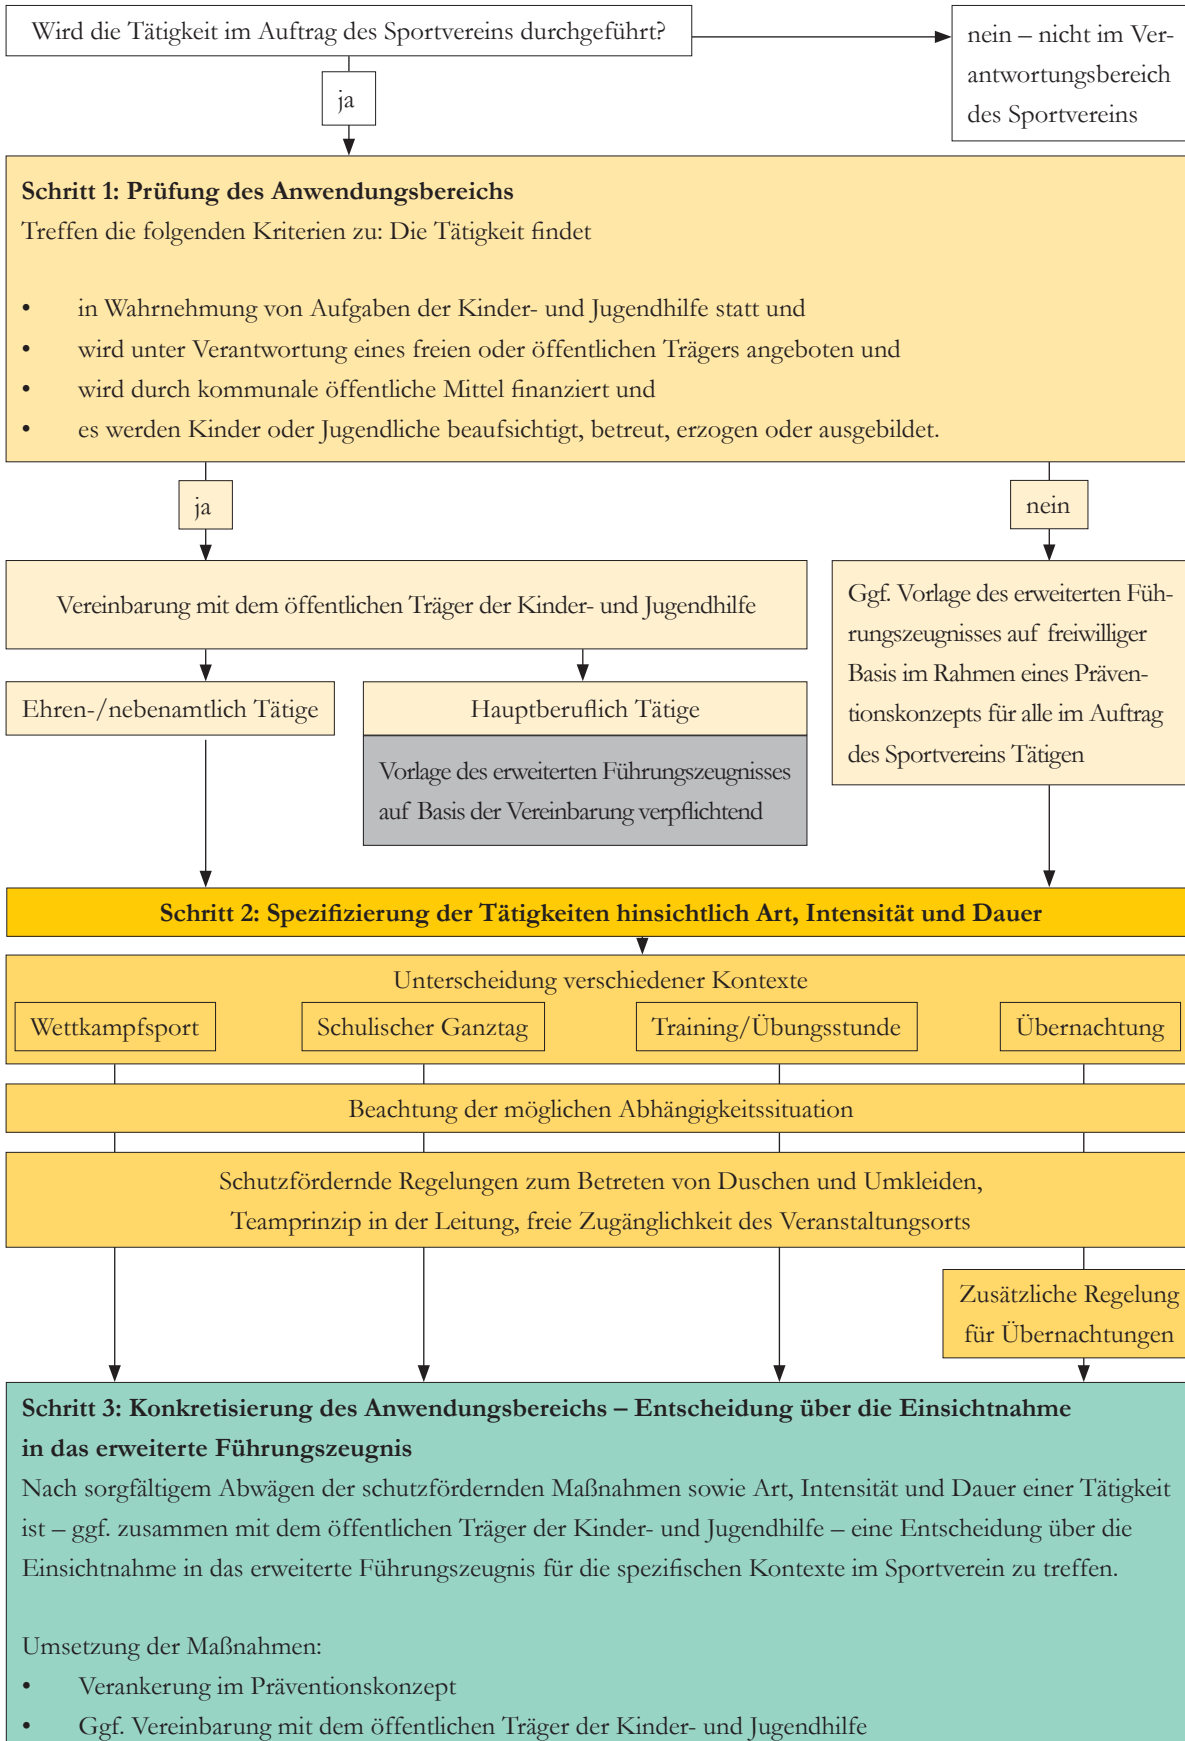 Wird die Tätigkeit im Auftrag des Sportvereins durchgeführt?
nein – nicht im Ver-
antwortungsbereich
des Sportvereins
ja
Schritt 1: Prüfung des Anwendungsbereichs
Treffen die folgenden Kriterien zu: Die Tätigkeit findet
• in Wahrnehmung von Aufgaben der Kinder- und Jugendhilfe statt und
• wird unter Verantwortung eines freien oder öffentlichen Trägers angeboten und
• wird durch kommunale öffentliche Mittel finanziert und
• es werden Kinder oder Jugendliche beaufsichtigt, betreut, erzogen oder ausgebildet.
ja
nein
Vereinbarung mit dem öffentlichen Träger der Kinder- und Jugendhilfe
Ehren-/nebenamtlich Tätige
Hauptberuflich Tätige
Vorlage des erweiterten Führungszeugnisses
auf Basis der Vereinbarung verpflichtend
Ggf. Vorlage des erweiterten Füh-
rungszeugnisses auf freiwilliger
Basis im Rahmen eines Präven-
tionskonzepts für alle im Auftrag
des Sportvereins Tätigen
Schritt 2: Spezifizierung der Tätigkeiten hinsichtlich Art, Intensität und Dauer
Unterscheidung verschiedener Kontexte
Wettkampfsport
Schulischer Ganztag
Training/Übungsstunde
Übernachtung
Beachtung der möglichen Abhängigkeitssituation
Schutzfördernde Regelungen zum Betreten von Duschen und Umkleiden,
Teamprinzip in der Leitung, freie Zugänglichkeit des Veranstaltungsorts
Zusätzliche Regelung
für Übernachtungen
Schritt 3: Konkretisierung des Anwendungsbereichs – Entscheidung über die Einsichtnahme
in das erweiterte Führungszeugnis
Nach sorgfältigem Abwägen der schutzfördernden Maßnahmen sowie Art, Intensität und Dauer einer Tätigkeit
ist – ggf. zusammen mit dem öffentlichen Träger der Kinder- und Jugendhilfe – eine Entscheidung über die
Einsichtnahme in das erweiterte Führungszeugnis für die spezifischen Kontexte im Sportverein zu treffen.
Umsetzung der Maßnahmen:
• Verankerung im Präventionskonzept
• Ggf. Vereinbarung mit dem öffentlichen Träger der Kinder- und Jugendhilfe